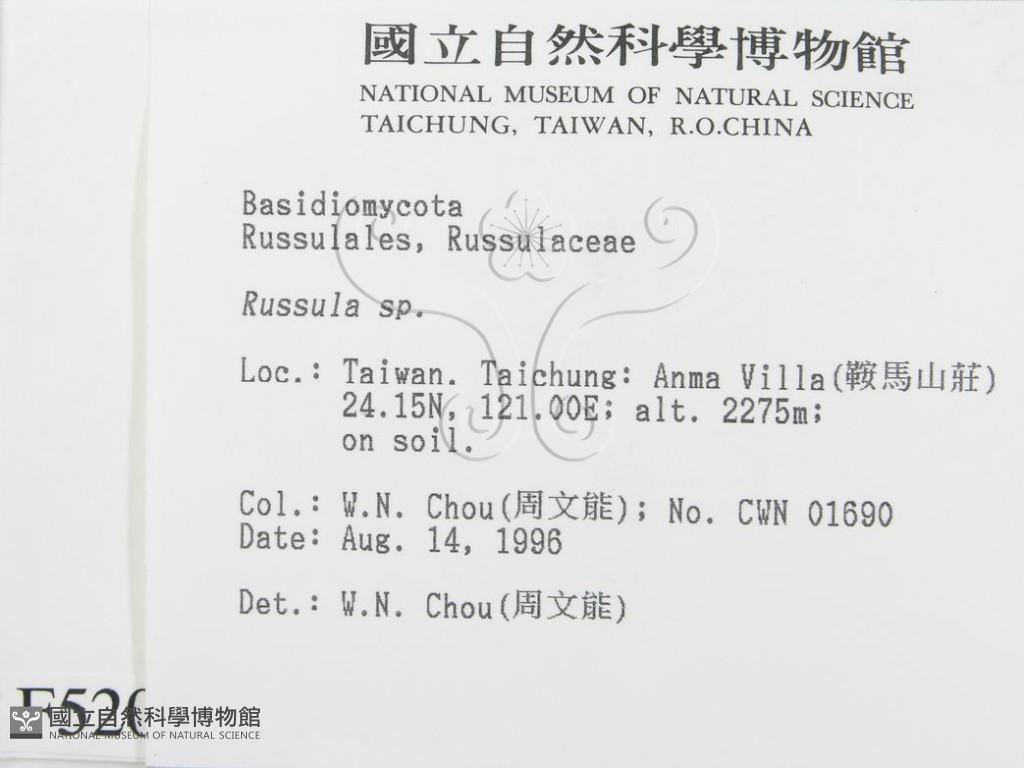 國立自然科學博物館
NATIONAL MUSEUM OF NATURAL SCIENCE
TAICHUNG, TAIWAN, R.O.CHINA
Basidiomycota
Russulales, Russulaceae
Russula sp.
Loc.: Taiwan. Taichung: Anma Villa(鞍馬山莊)
24.15N, 121.00E; alt. 2275m;
on soil.
Col.: W.N. Chou(周文能); No. CWN 01690
Date: Aug. 14, 1996
Det.: W.N. Chou(周文能)
F520
國立自然科學博物館
NATIONAL MUSEUM OF NATURAL SCIENCE